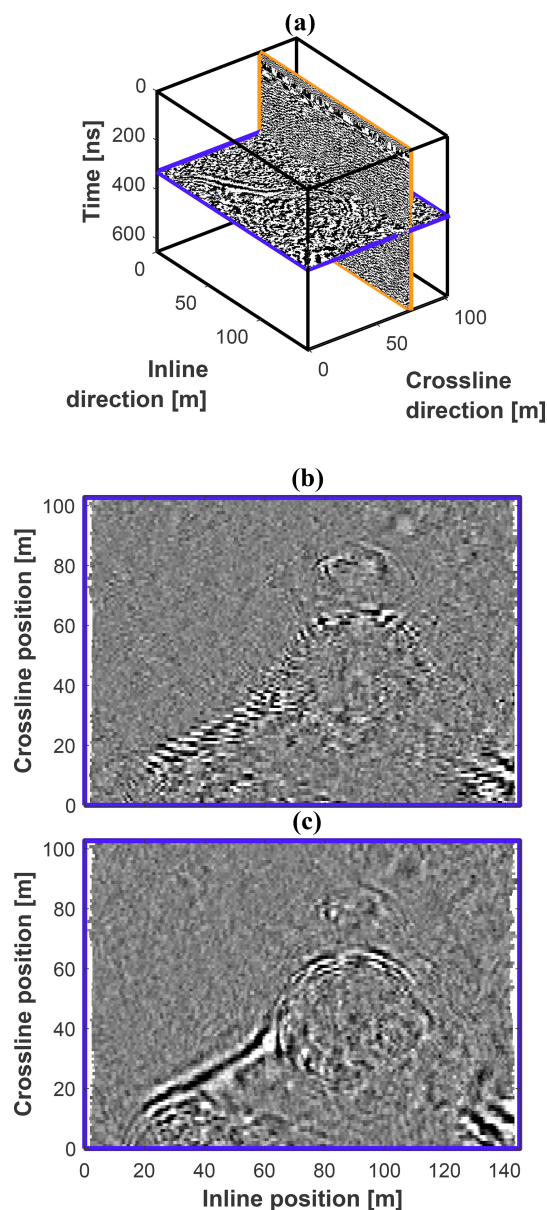 (a)
0
200
400
600
Time [ns]
0
50
100
0
50
100
Inline
direction [m]
Crossline
direction [m]
(b)
100
80
60
40
20
0
Crossline position [m]
(c)
100
80
60
40
20
0
Crossline position [m]
0 20 40 60 80 100 120 140
Inline position [m]